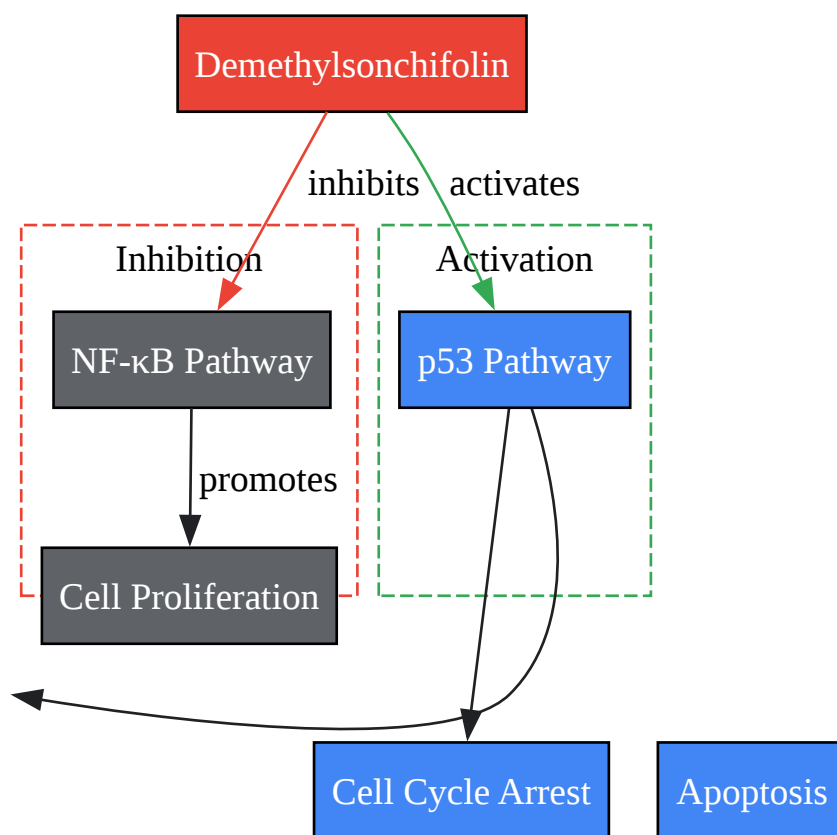 Demethylsonchifolin
inhibits
activates
Inhibition
Activation
NF-κB Pathway
p53 Pathway
promotes
Cell Proliferation
Cell Cycle Arrest
Apoptosis